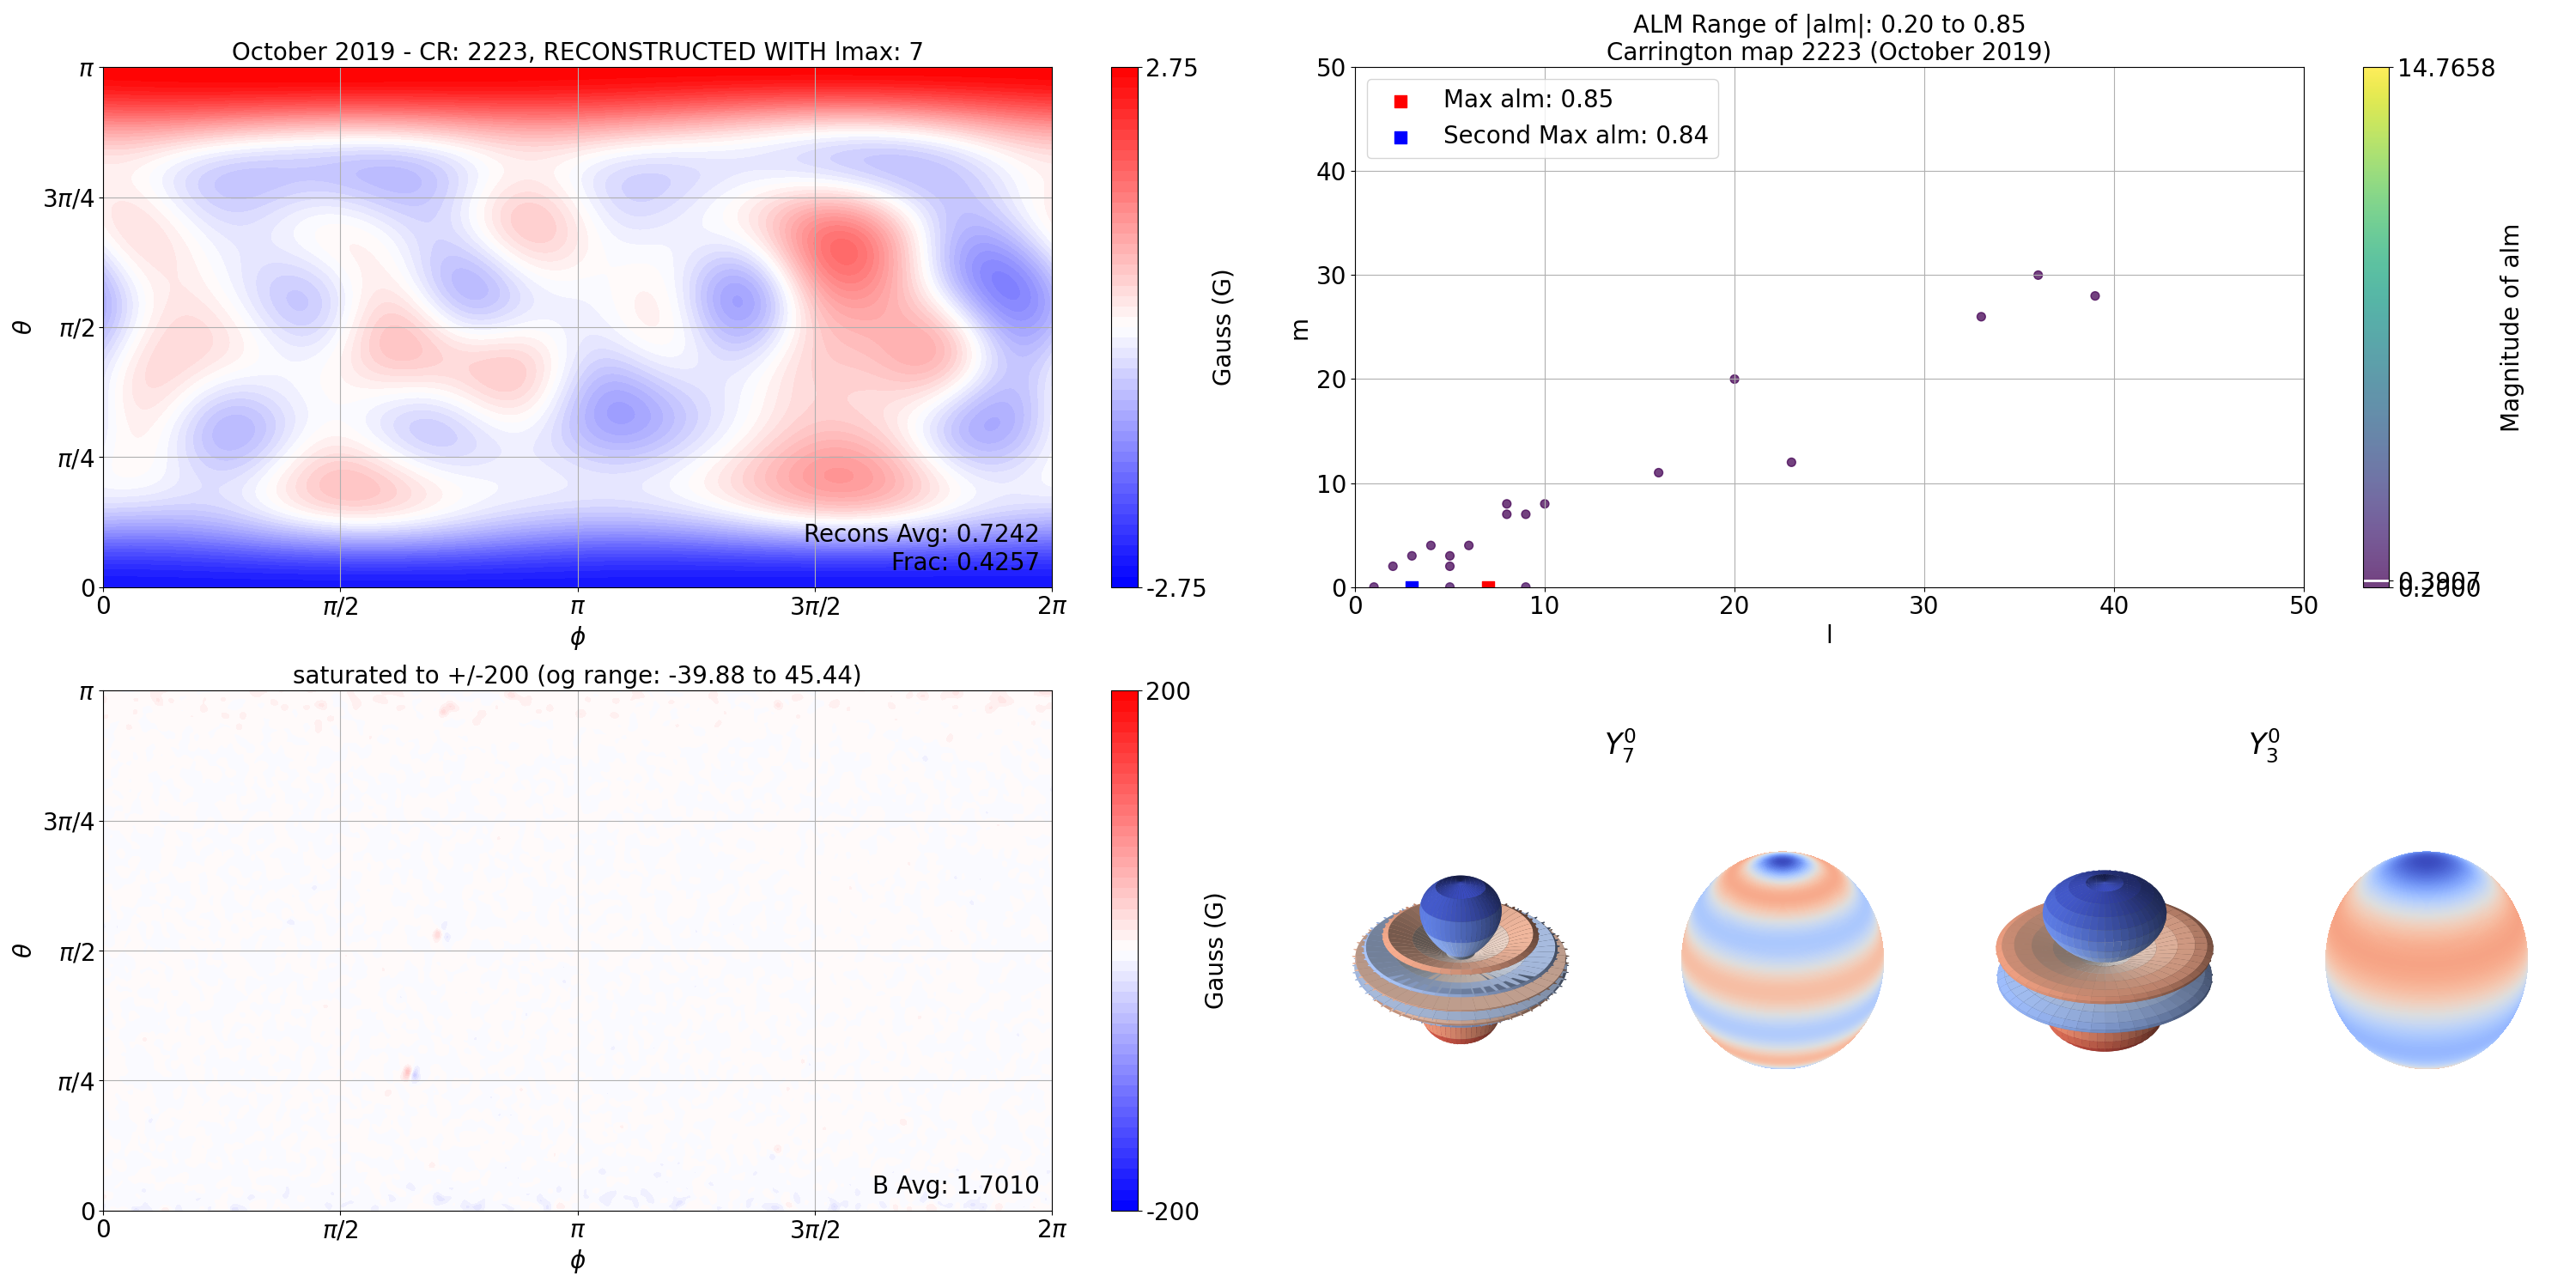 October 2019 - CR: 2223, RECONSTRUCTED WITH lmax: 7
π
3π/4
π/2
π/4
0
θ
0
π/2
π
3π/2
2π
ϕ
Recons Avg: 0.7242
Frac: 0.4257
2.75
-2.75
Gauss (G)
ALM Range of |alm|: 0.20 to 0.85
Carrington map 2223 (October 2019)
Max alm: 0.85
Second Max alm: 0.84
50
40
30
20
10
0
m
0
10
20
30
40
50
l
14.7658
0.3907
0.2000
Magnitude of alm
saturated to +/-200 (og range: -39.88 to 45.44)
π
3π/4
π/2
π/4
0
θ
0
π/2
π
3π/2
2π
ϕ
B Avg: 1.7010
200
-200
Gauss (G)
Y₇⁰
Y₃⁰